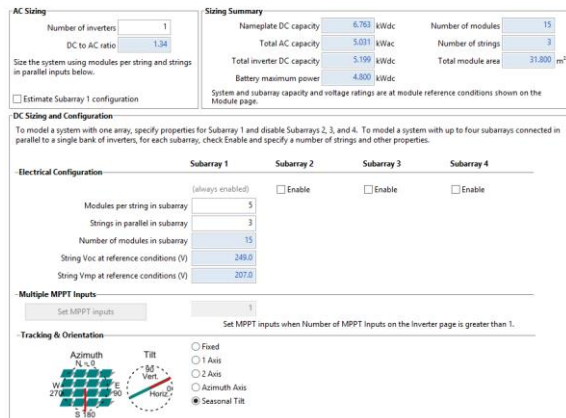 AC Sizing
Number of inverters 1
DC to AC ratio 1.34
Size the system using modules per string and strings
in parallel inputs below.
Estimate Subarray 1 configuration
Sizing Summary
Nameplate DC capacity 6.763 kWdc
Total AC capacity 5.031 kWac
Total inverter DC capacity 5.199 kWdc
Battery maximum power 4.800 kWdc
Number of modules 15
Number of strings 3
Total module area 31.800 m²
System and subarray capacity and voltage ratings are at module reference conditions shown on the
Module page.
DC Sizing and Configuration
To model a system with one array, specify properties for Subarray 1 and disable Subarrays 2, 3, and 4. To model a system with up to four subarrays connected in
parallel to a single bank of inverters, for each subarray, check Enable and specify a number of strings and other properties.
Subarray 1 Subarray 2 Subarray 3 Subarray 4
Electrical Configuration
(always enabled) Enable Enable Enable
Modules per string in subarray 5
Strings in parallel in subarray 3
Number of modules in subarray 15
String Voc at reference conditions (V) 249.0
String Vmp at reference conditions (V) 207.0
Multiple MPPT Inputs
Set MPPT inputs 1
Set MPPT inputs when Number of MPPT Inputs on the Inverter page is greater than 1.
Tracking & Orientation
Azimuth Tilt
N = 0
W
270
E
90
S 180
90
Vert.
0
Horiz.
Fixed
1 Axis
2 Axis
Azimuth Axis
Seasonal Tilt